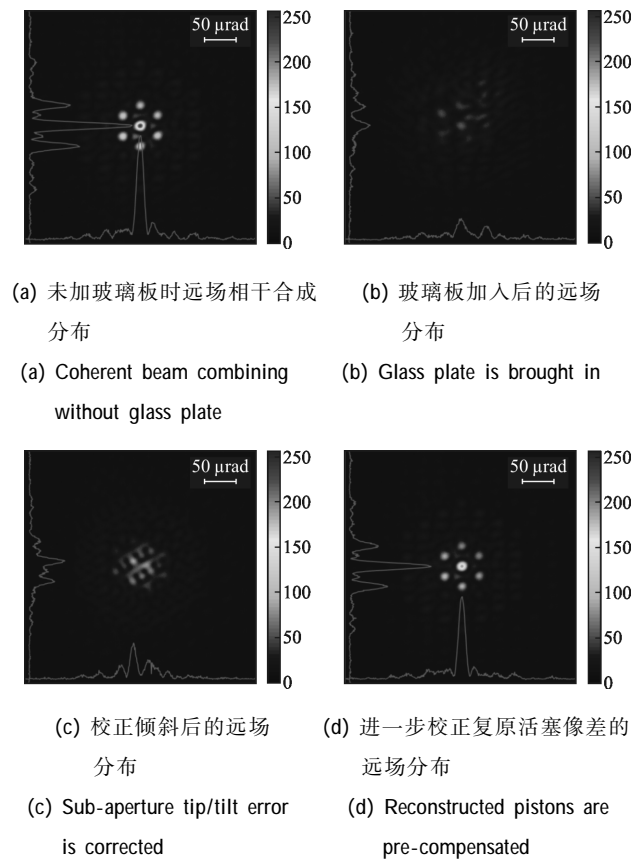 50 μrad
250
200
150
100
50
0
50 μrad
250
200
150
100
50
0
(a) 未加玻璃板时远场相干合成
分布
(a) Coherent beam combining
without glass plate
(b) 玻璃板加入后的远场
分布
(b) Glass plate is brought in
50 μrad
250
200
150
100
50
0
50 μrad
250
200
150
100
50
0
(c) 校正倾斜后的远场
分布
(c) Sub-aperture tip/tilt error
is corrected
(d) 进一步校正复原活塞像差的
远场分布
(d) Reconstructed pistons are
pre-compensated